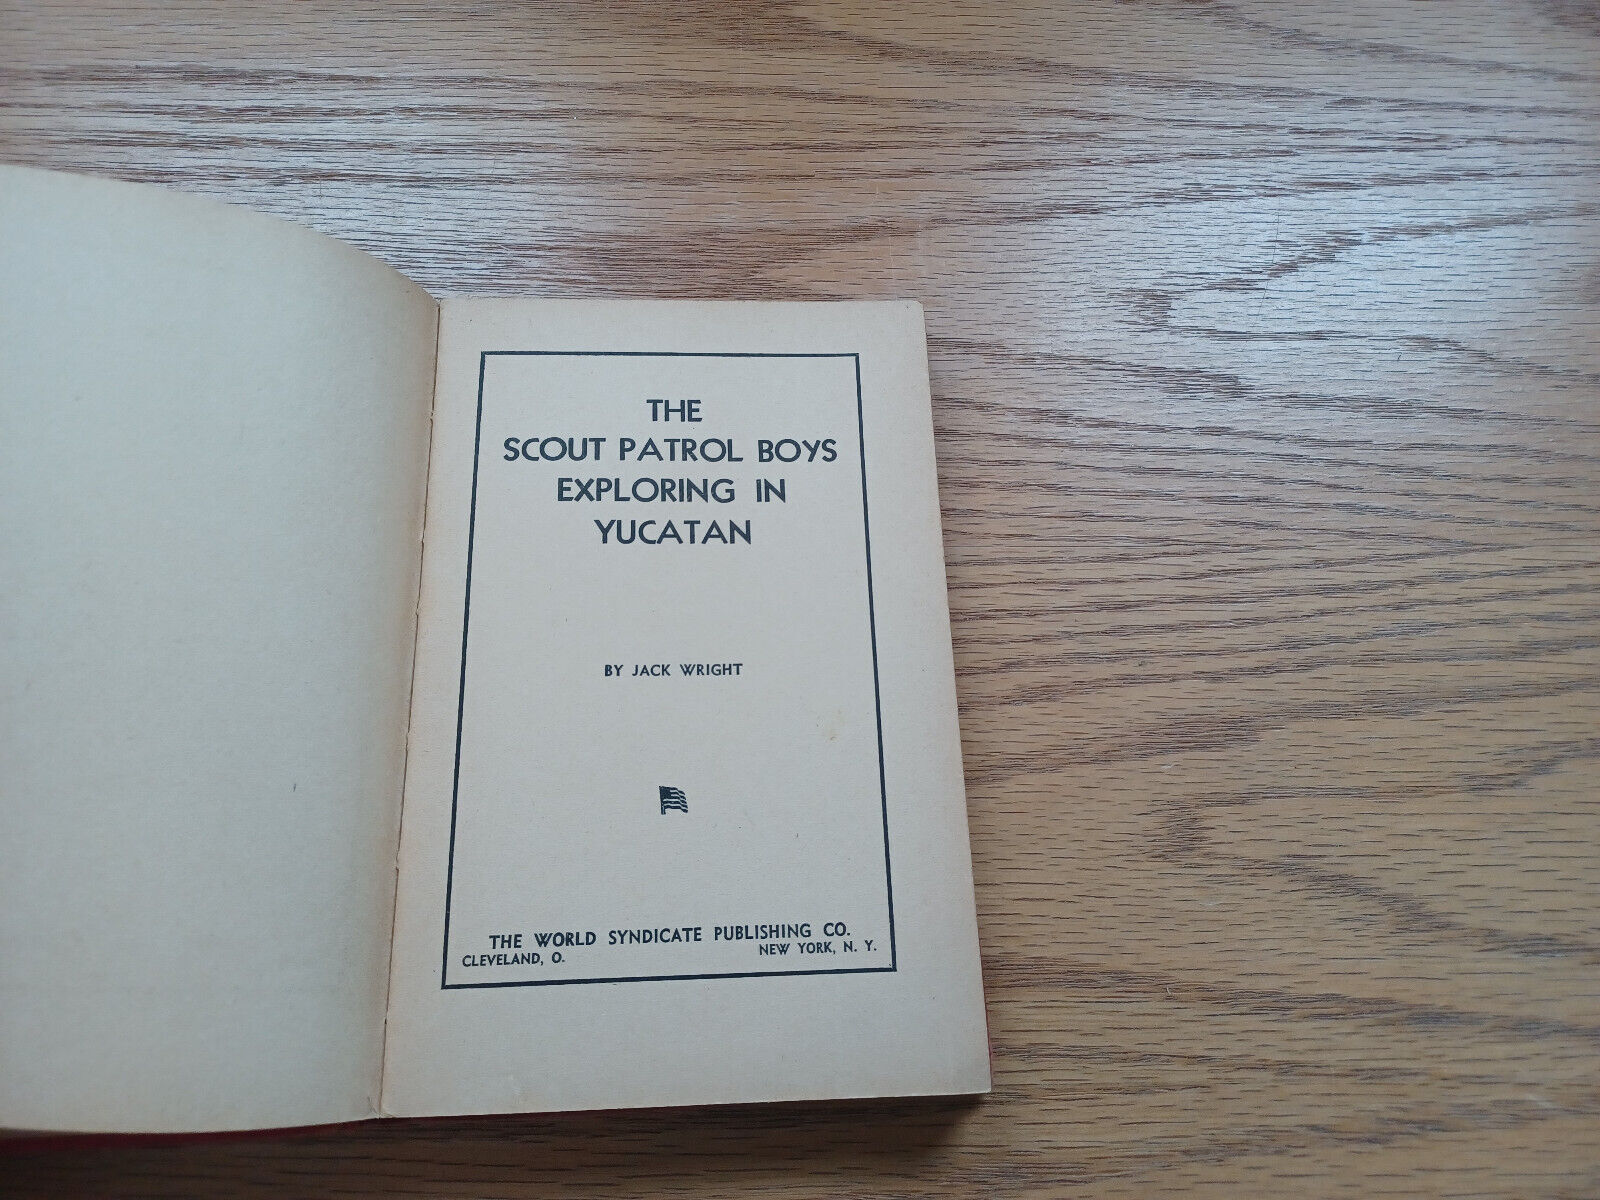 THE
SCOUT PATROL BOYS
EXPLORING IN
YUCATAN
BY JACK WRIGHT
THE WORLD SYNDICATE PUBLISHING CO.
CLEVELAND, O. NEW YORK, N. Y.